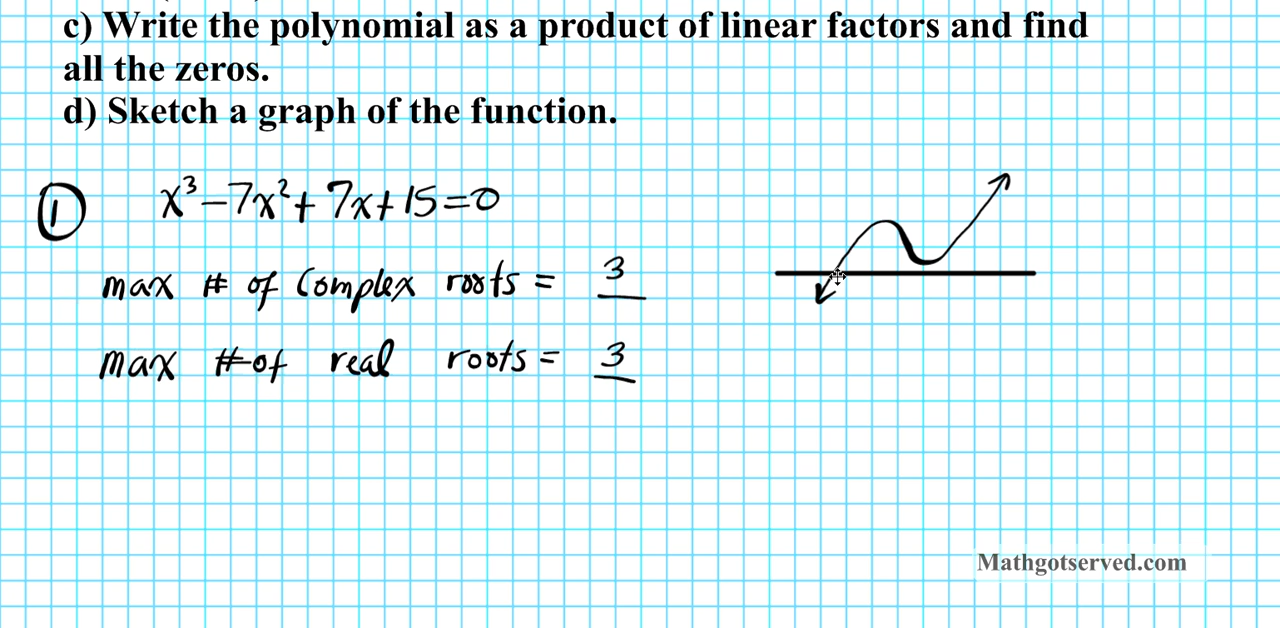 c) Write the polynomial as a product of linear factors and find
all the zeros.
d) Sketch a graph of the function.
① x³-7x²+7x+15=0
max # of complex roots = 3
max # of real roots = 3
Mathgotserved.com